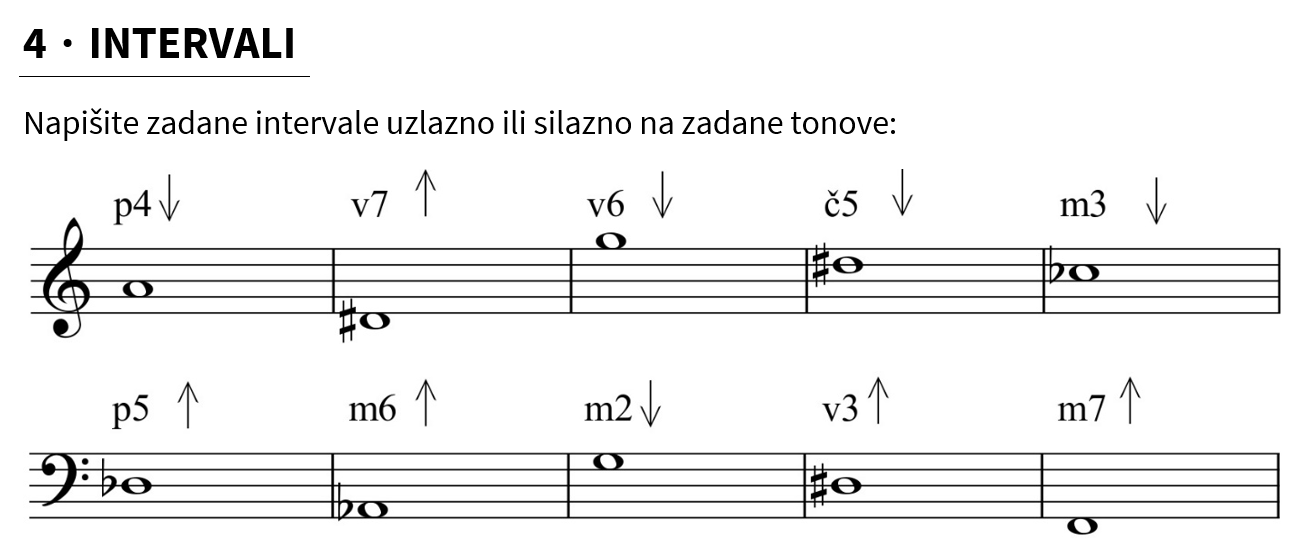 4 · INTERVALI
Napišite zadane intervale uzlazno ili silazno na zadane tonove:
p4 ↓ v7 ↑ v6 ↓ č5 ↓ m3 ↓
p5 ↑ m6 ↑ m2 ↓ v3 ↑ m7 ↑